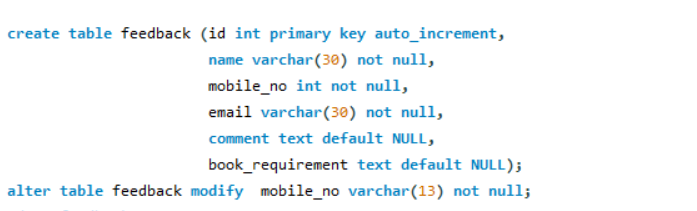 create table feedback (id int primary key auto_increment,
name varchar(30) not null,
mobile_no int not null,
email varchar(30) not null,
comment text default NULL,
book_requirement text default NULL);
alter table feedback modify  mobile_no varchar(13) not null;